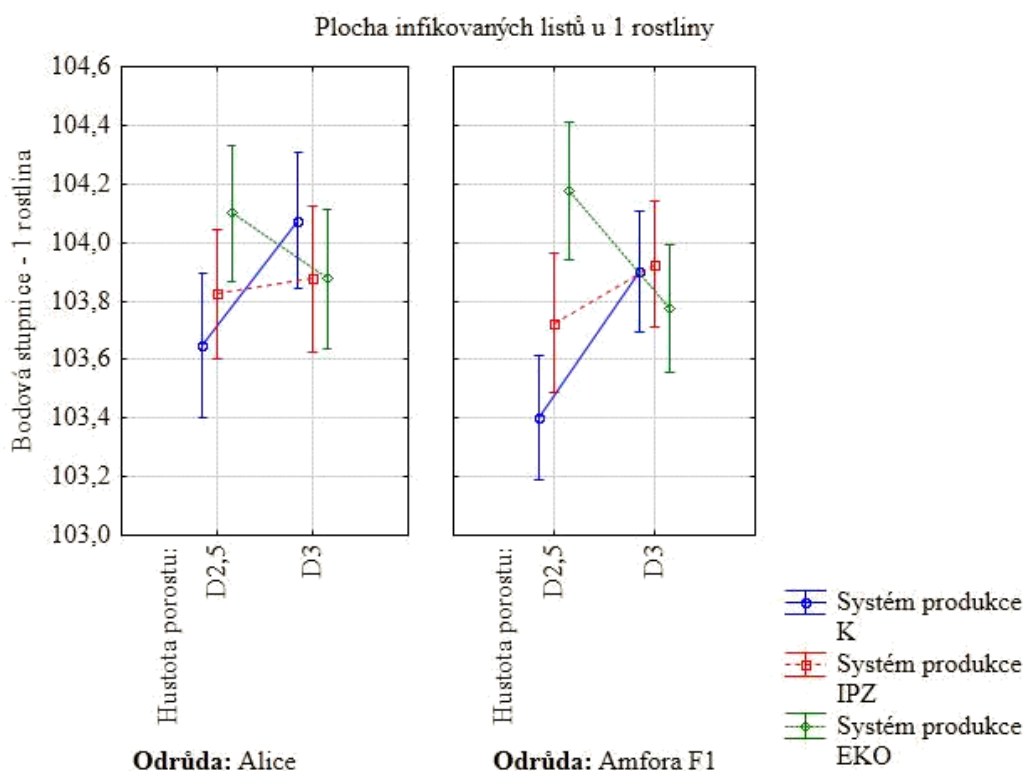 Plocha infikovaných listů u 1 rostliny
Bodová stupnice - 1 rostlina
104,6
104,4
104,2
104,0
103,8
103,6
103,4
103,2
103,0
Hustota porostu:
D2,5
D3
Hustota porostu:
D2,5
D3
Odrůda: Alice
Odrůda: Amfora F1
Systém produkce
K
Systém produkce
IPZ
Systém produkce
EKO